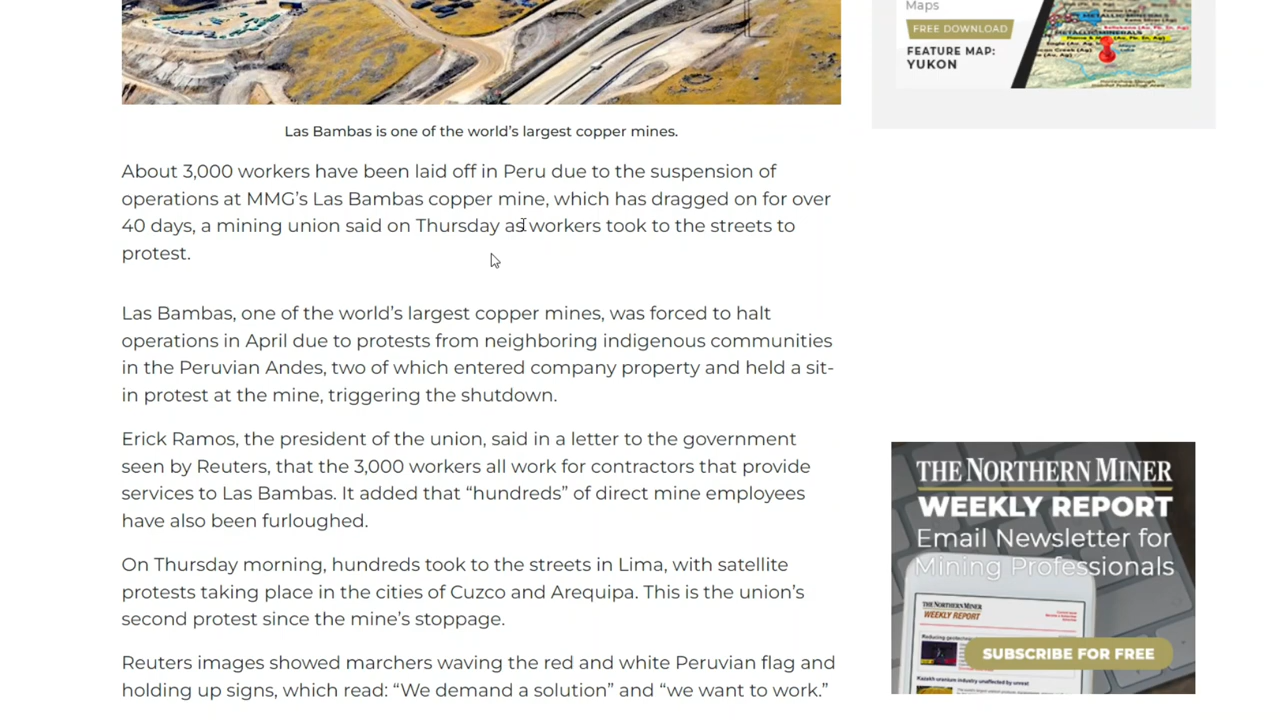 Maps
FREE DOWNLOAD
FEATURE MAP:
YUKON
METALLIC MINERALS
Las Bambas is one of the world’s largest copper mines.
About 3,000 workers have been laid off in Peru due to the suspension of
operations at MMG’s Las Bambas copper mine, which has dragged on for over
40 days, a mining union said on Thursday as workers took to the streets to
protest.
Las Bambas, one of the world’s largest copper mines, was forced to halt
operations in April due to protests from neighboring indigenous communities
in the Peruvian Andes, two of which entered company property and held a sit-
in protest at the mine, triggering the shutdown.
Erick Ramos, the president of the union, said in a letter to the government
seen by Reuters, that the 3,000 workers all work for contractors that provide
services to Las Bambas. It added that “hundreds” of direct mine employees
have also been furloughed.
On Thursday morning, hundreds took to the streets in Lima, with satellite
protests taking place in the cities of Cuzco and Arequipa. This is the union’s
second protest since the mine’s stoppage.
Reuters images showed marchers waving the red and white Peruvian flag and
holding up signs, which read: “We demand a solution” and “we want to work.”
THE NORTHERN MINER
WEEKLY REPORT
Email Newsletter for
Mining Professionals
THE NORTHERN MINER
WEEKLY REPORT
SUBSCRIBE FOR FREE